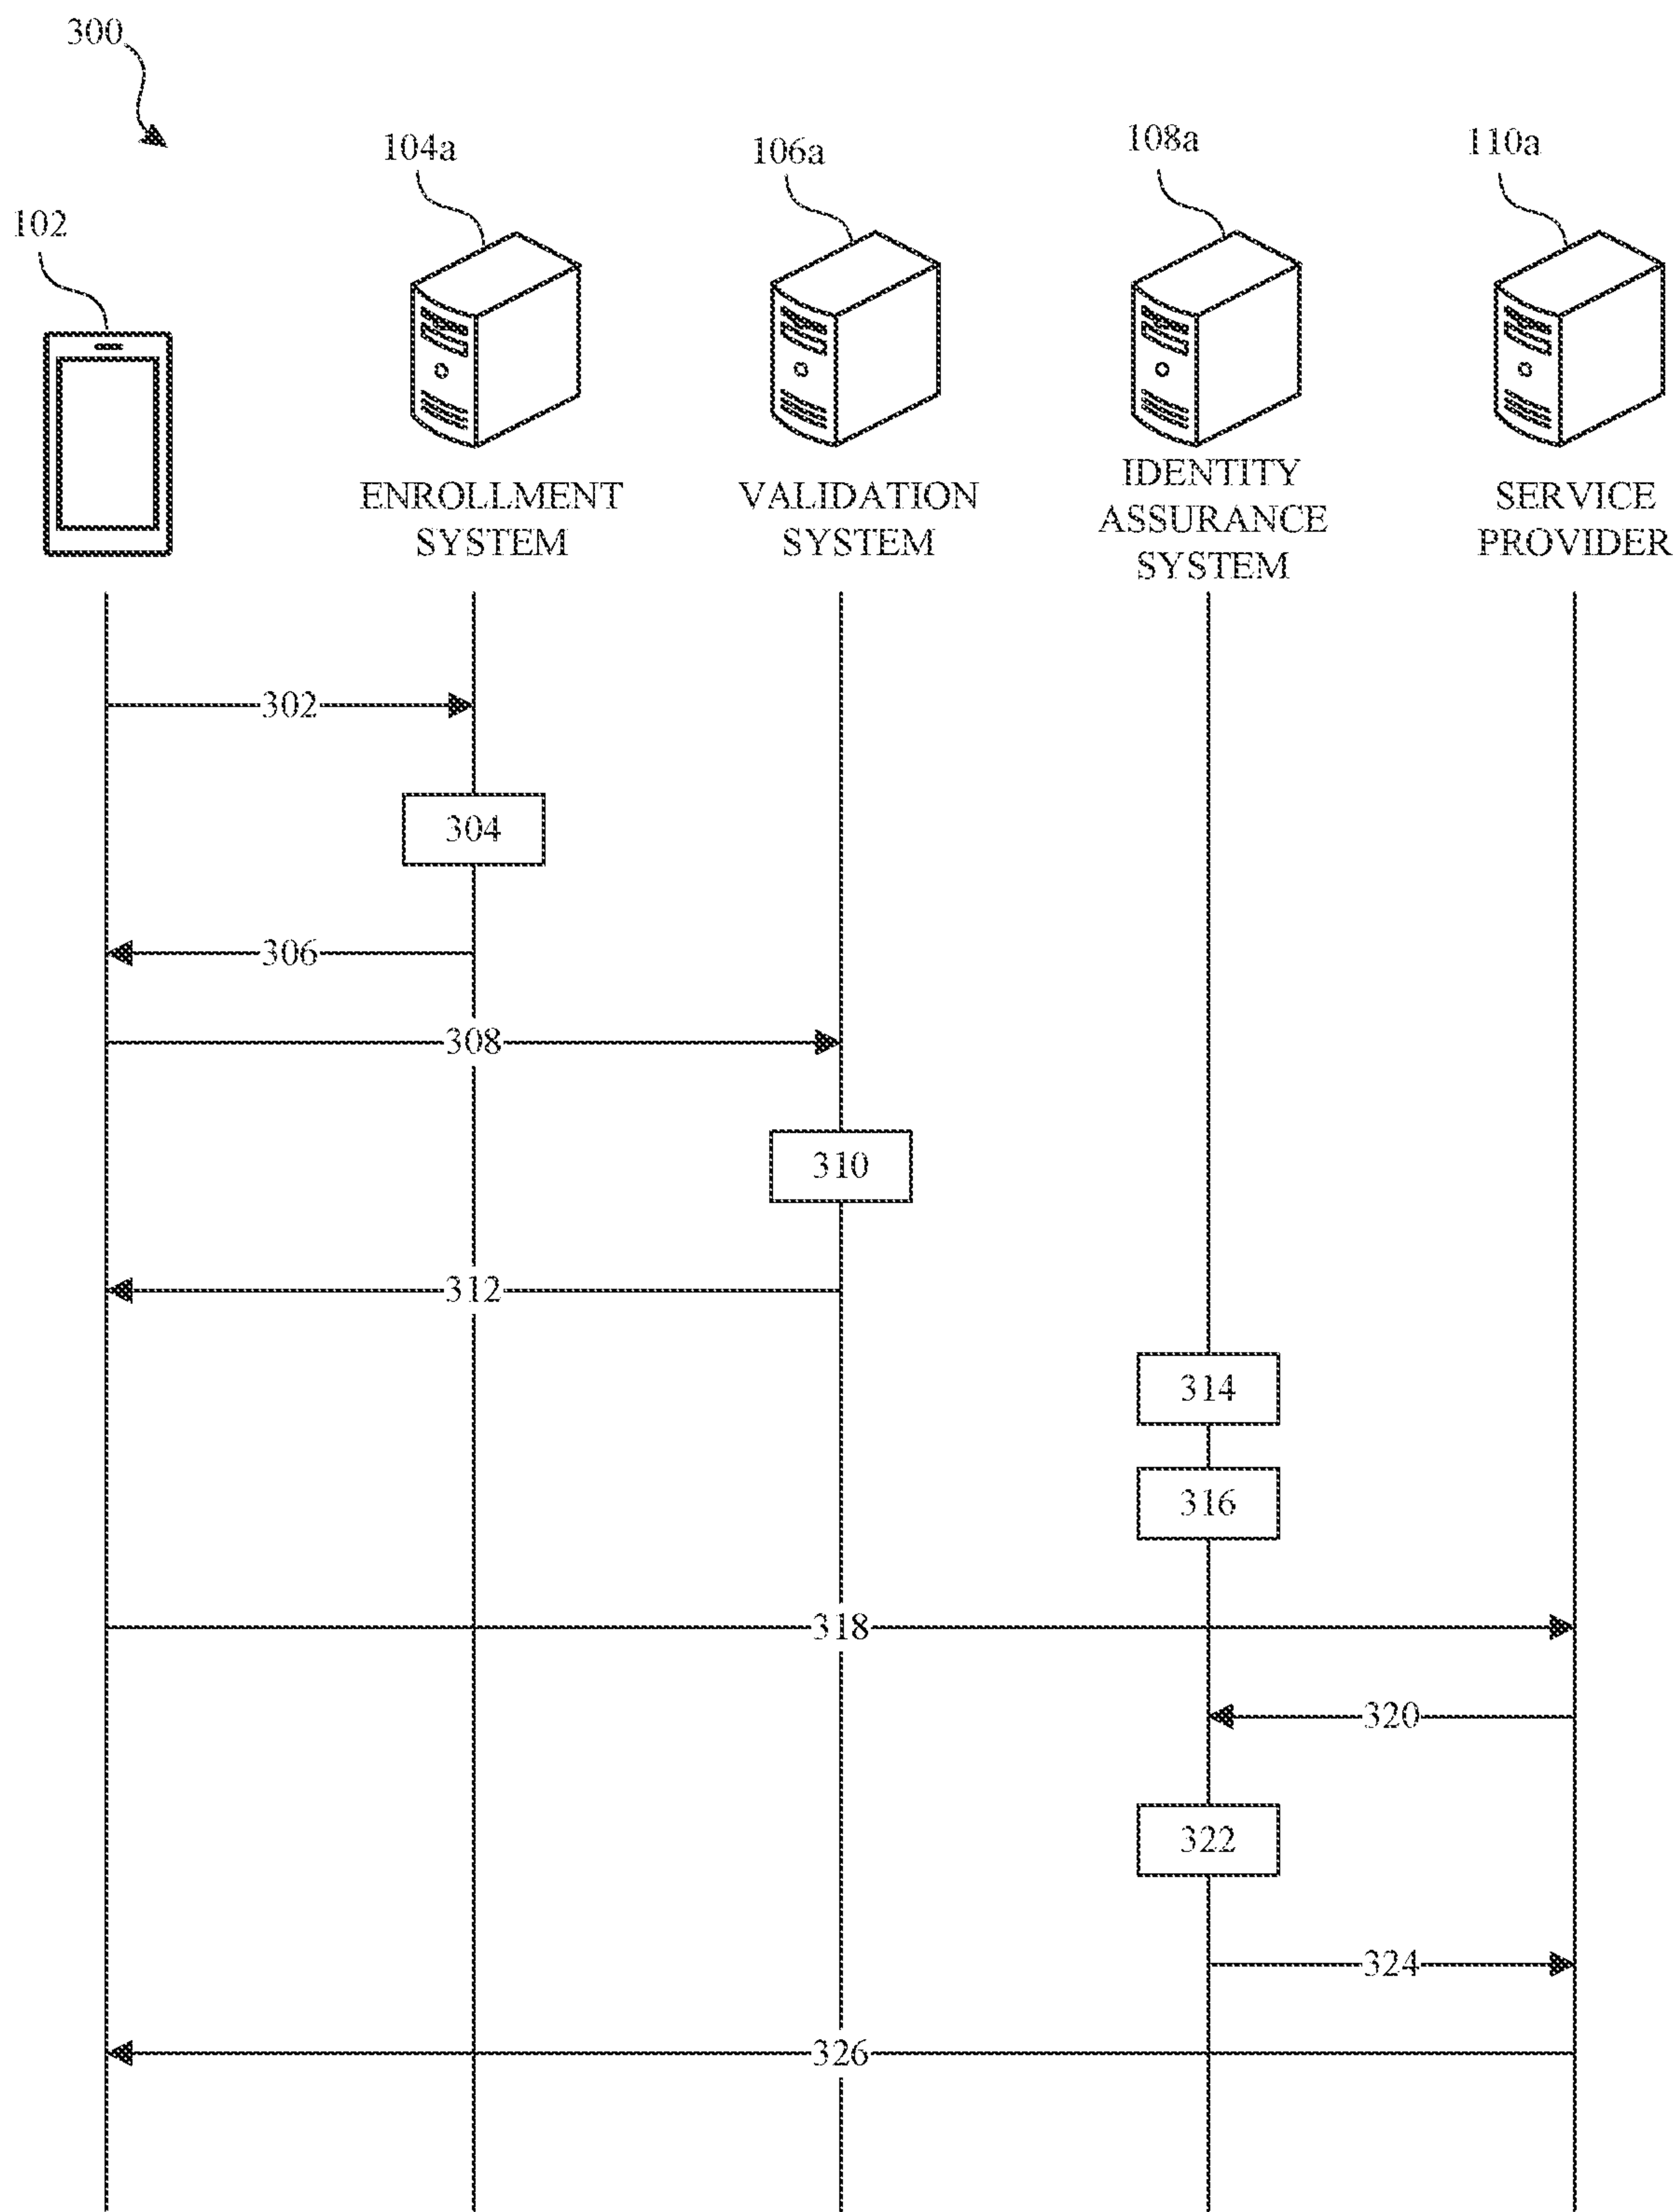 300
104a
106a
108a
110a
102
ENROLLMENT
SYSTEM
VALIDATION
SYSTEM
IDENTITY
ASSURANCE
SYSTEM
SERVICE
PROVIDER
302
304
306
308
310
312
314
316
318
320
322
324
326